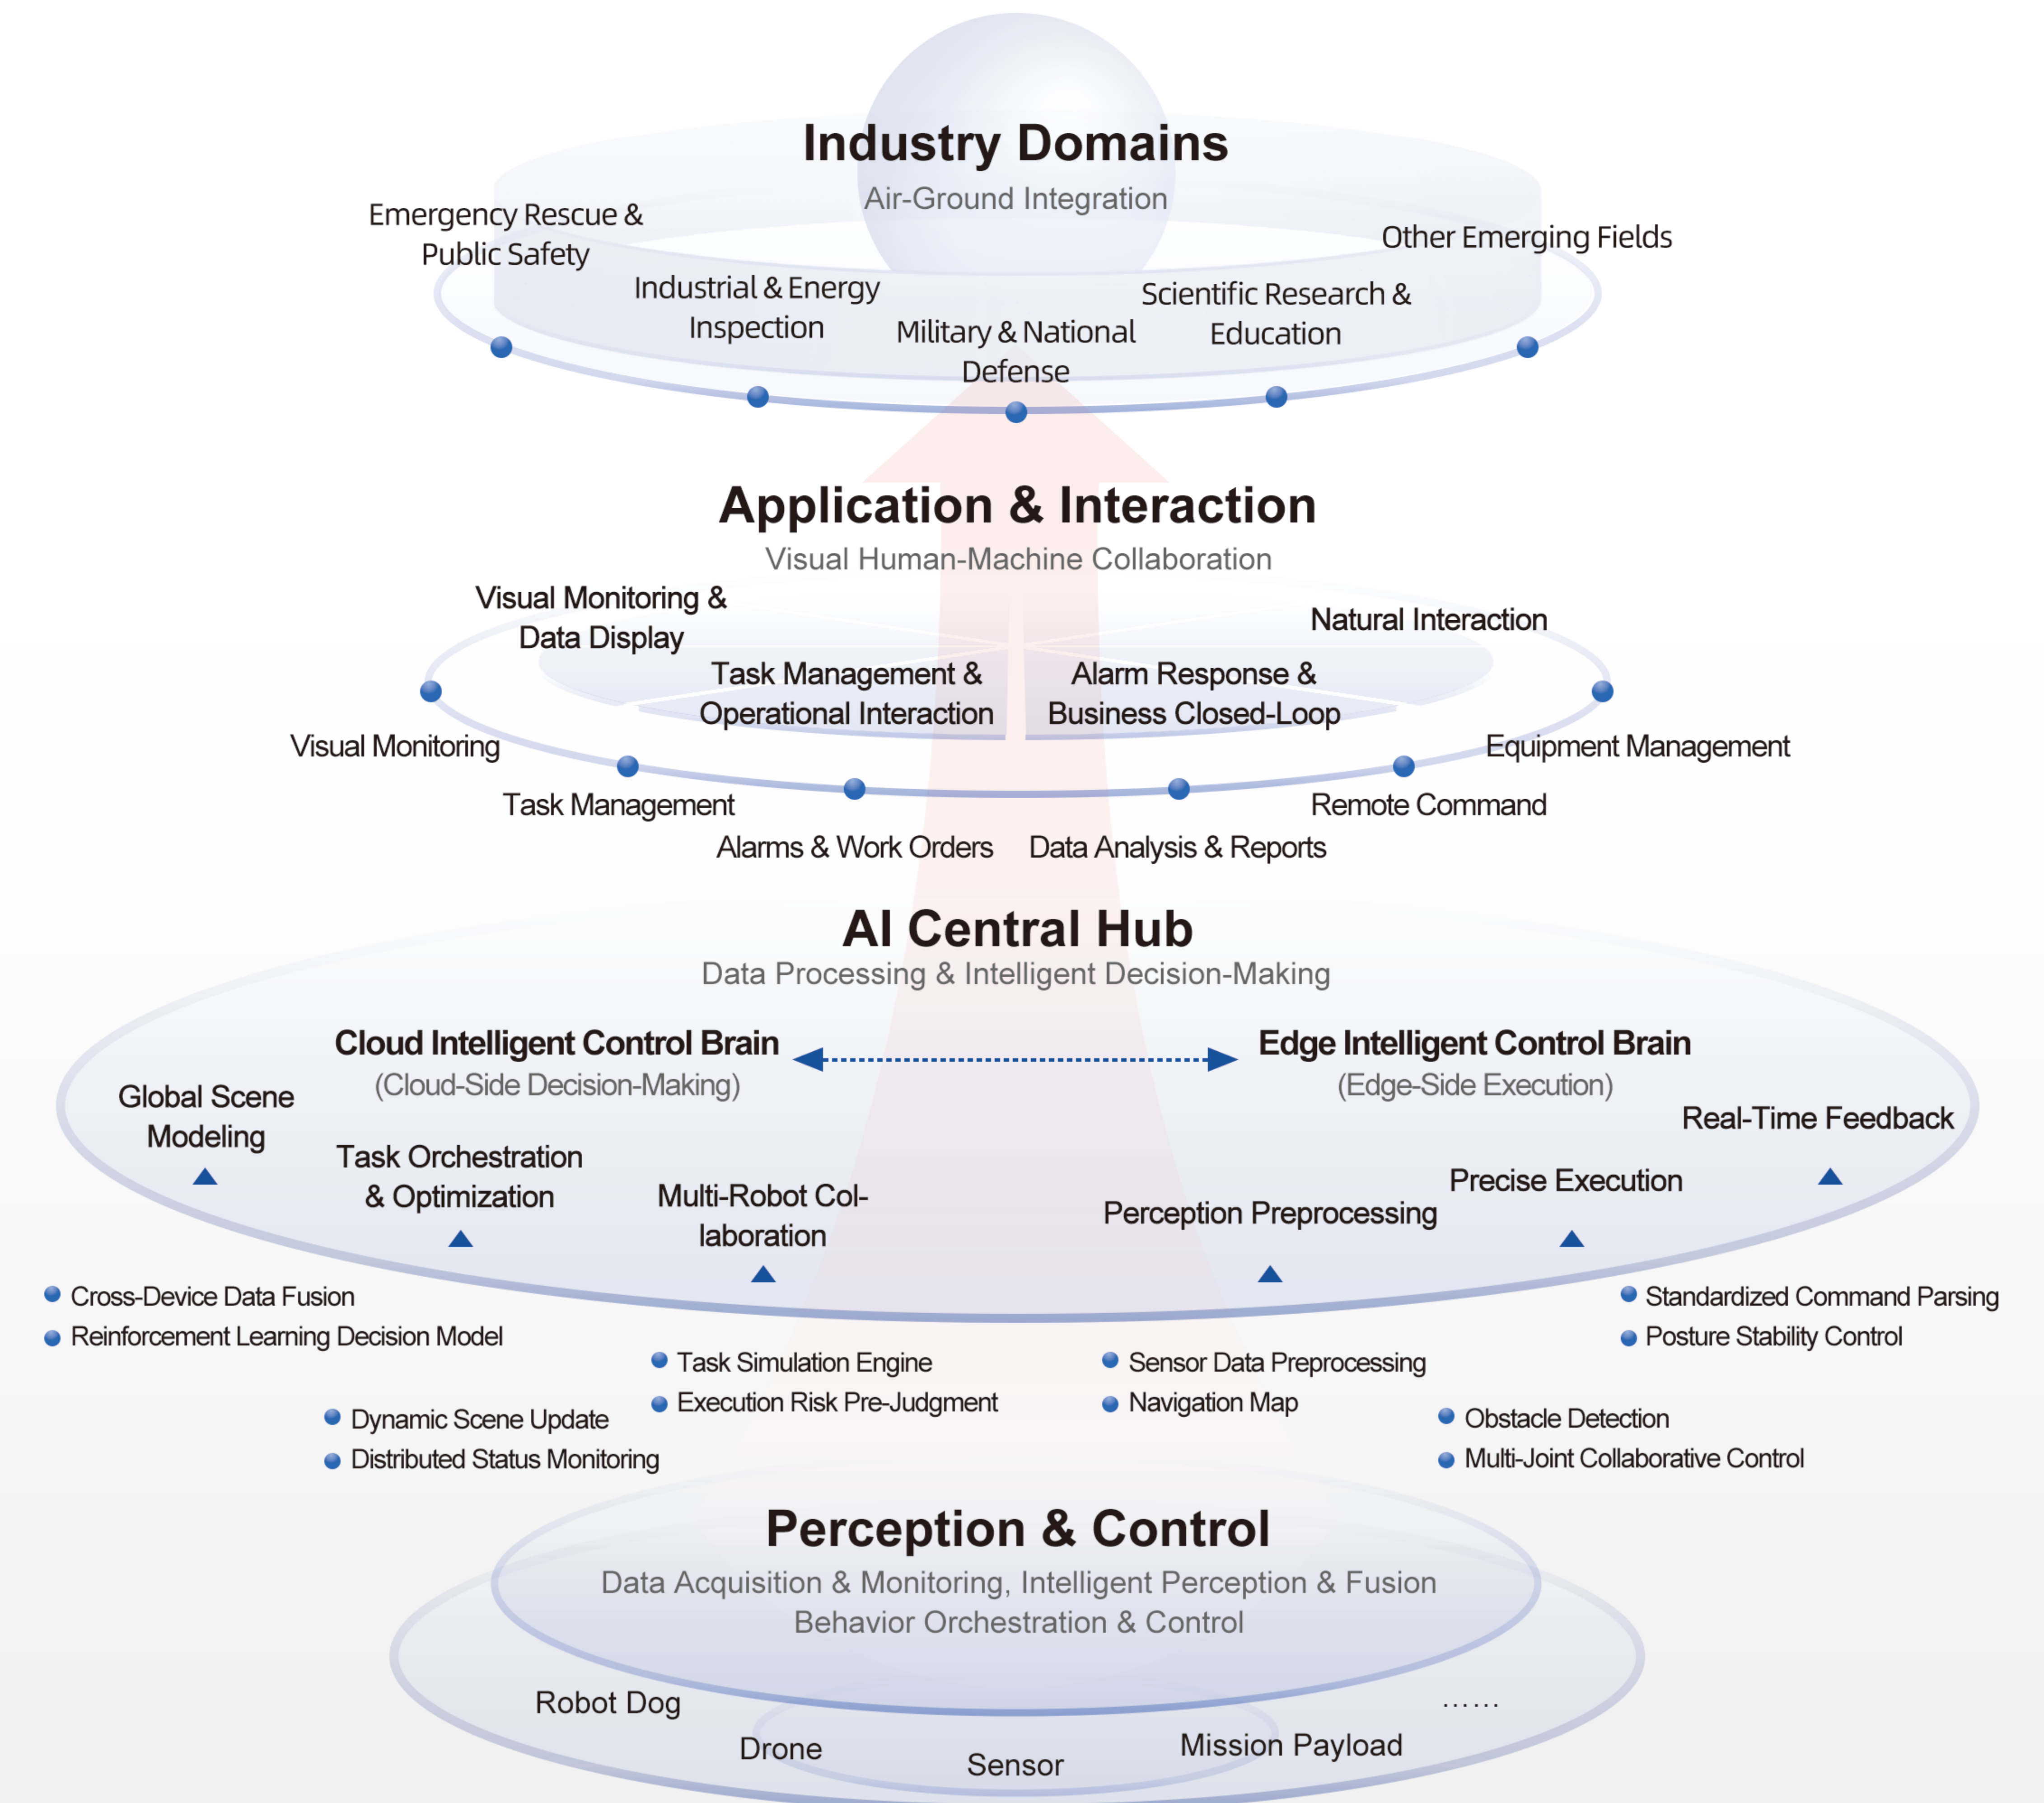 Industry Domains
Air-Ground Integration
Emergency Rescue &
Public Safety
Industrial & Energy
Inspection
Military & National
Defense
Scientific Research &
Education
Other Emerging Fields
Application & Interaction
Visual Human-Machine Collaboration
Visual Monitoring &
Data Display
Task Management &
Operational Interaction
Alarm Response &
Business Closed-Loop
Natural Interaction
Visual Monitoring
Task Management
Alarms & Work Orders
Data Analysis & Reports
Remote Command
Equipment Management
AI Central Hub
Data Processing & Intelligent Decision-Making
Cloud Intelligent Control Brain
(Cloud-Side Decision-Making)
Edge Intelligent Control Brain
(Edge-Side Execution)
Global Scene
Modeling
Task Orchestration
& Optimization
Multi-Robot Col-
laboration
Perception Preprocessing
Precise Execution
Real-Time Feedback
Cross-Device Data Fusion
Reinforcement Learning Decision Model
Dynamic Scene Update
Distributed Status Monitoring
Task Simulation Engine
Execution Risk Pre-Judgment
Sensor Data Preprocessing
Navigation Map
Obstacle Detection
Multi-Joint Collaborative Control
Standardized Command Parsing
Posture Stability Control
Perception & Control
Data Acquisition & Monitoring, Intelligent Perception & Fusion
Behavior Orchestration & Control
Robot Dog
Drone
Sensor
Mission Payload
……